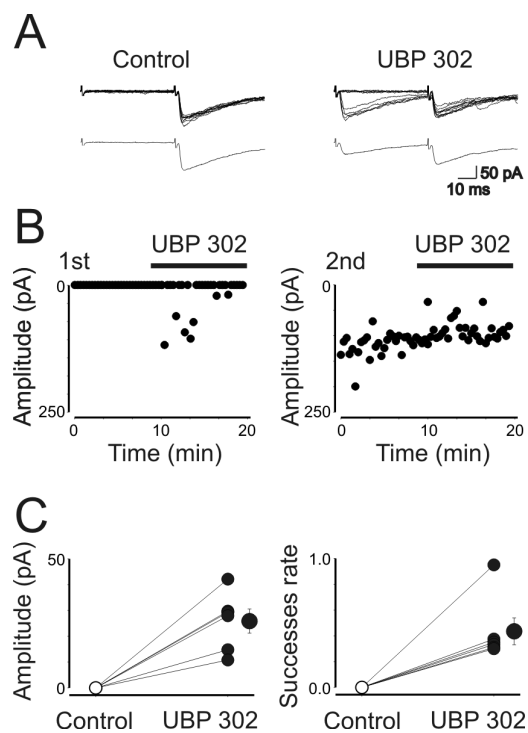 A
Control
UBP 302
50 pA
10 ms
B
1st
UBP 302
Amplitude (pA)
0
250
0
10
20
Time (min)
2nd
UBP 302
Amplitude (pA)
0
250
0
10
20
Time (min)
C
Amplitude (pA)
50
0
Control
UBP 302
Successes rate
1.0
0.0
Control
UBP 302